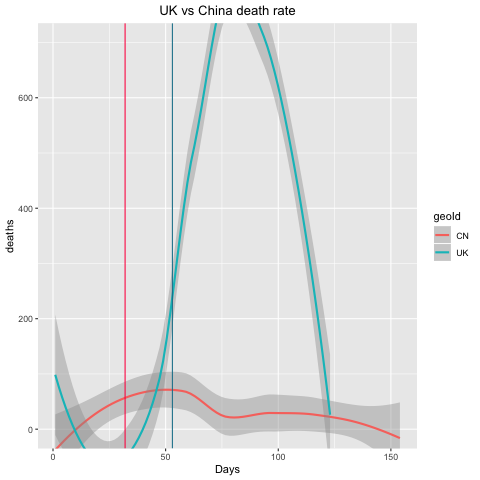 UK vs China death rate
deaths
600
400
200
0
0 50 100 150
Days
geoId
CN
UK